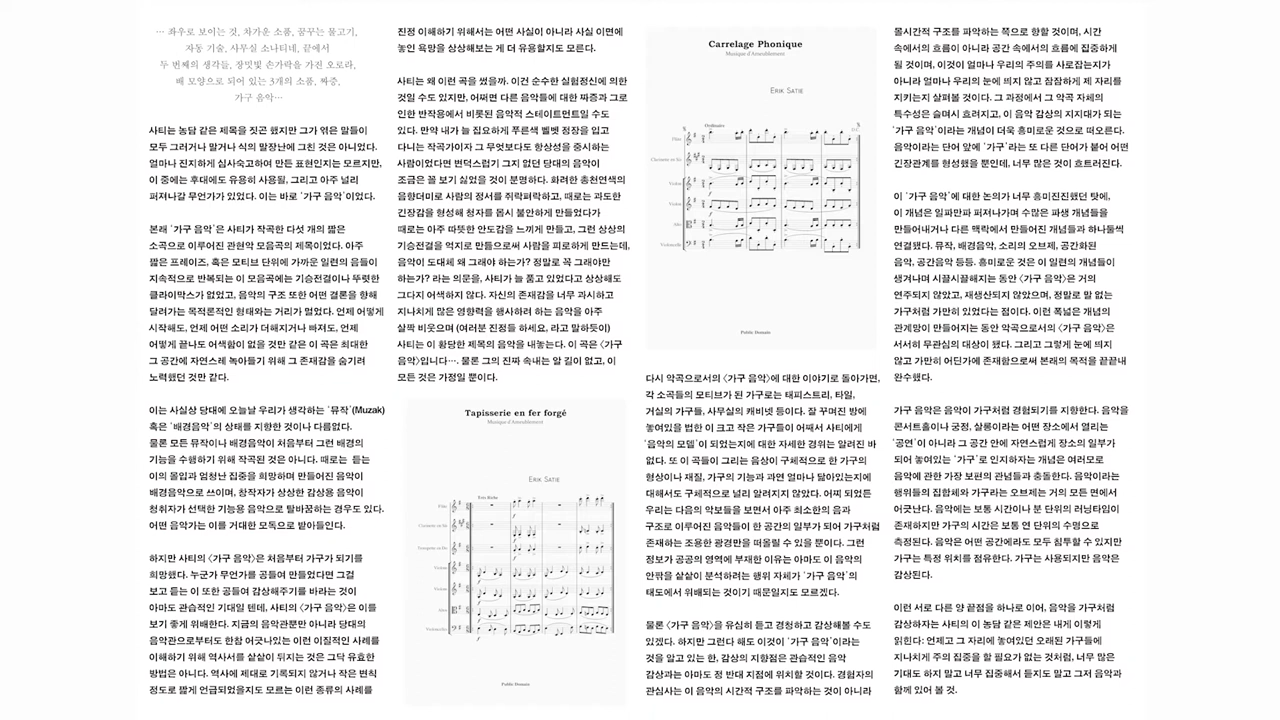 … 좌우로 보이는 것, 차가운 소품, 꿈꾸는 물고기,
자동 기술, 사무실 소나티네, 끝에서
두 번째의 생각들, 장밋빛 손가락을 가진 오로라,
배 모양으로 되어 있는 3개의 소품, 짜증,
가구 음악…
사티는 농담 같은 제목을 짓곤 했지만 그가 엮은 말들이
모두 그러거나 말거나 식의 말장난에 그친 것은 아니었다.
얼마나 진지하게 심사숙고하여 만든 표현인지는 모르지만,
이 중에는 후대에도 유용히 사용될, 그리고 아주 널리
퍼져나갈 무언가가 있었다. 이는 바로 ‘가구 음악’이었다.
본래 ‘가구 음악’은 사티가 작곡한 다섯 개의 짧은
소곡으로 이루어진 관현악 모음곡의 제목이었다. 아주
짧은 프레이즈, 혹은 모티브 단위에 가까운 일련의 음들이
지속적으로 반복되는 이 모음곡에는 기승전결이나 뚜렷한
클라이막스가 없었고, 음악의 구조 또한 어떤 결론을 향해
달려가는 목적론적인 형태와는 거리가 멀었다. 언제 어떻게
시작해도, 언제 어떤 소리가 더해지거나 빠져도, 언제
어떻게 끝나도 어색함이 없을 것만 같은 이 곡은 최대한
그 공간에 자연스레 녹아들기 위해 그 존재감을 숨기려
노력했던 것만 같다.
이는 사실상 당대에 오늘날 우리가 생각하는 ‘뮤작’(Muzak)
혹은 ‘배경음악’의 상태를 지향한 것이나 다름없다.
물론 모든 뮤작이나 배경음악이 처음부터 그런 배경의
기능을 수행하기 위해 작곡된 것은 아니다. 때로는 듣는
이의 몰입과 엄청난 집중을 희망하며 만들어진 음악이
배경음악으로 쓰이며, 창작자가 상상한 감상용 음악이
청취자가 선택한 기능용 음악으로 탈바꿈하는 경우도 있다.
어떤 음악가는 이를 거대한 모독으로 받아들인다.
하지만 사티의 〈가구 음악〉은 처음부터 가구가 되기를
희망했다. 누군가 무언가를 공들여 만들었다면 그걸
보고 듣는 이 또한 공들여 감상해주기를 바라는 것이
아마도 관습적인 기대일 텐데, 사티의 〈가구 음악〉은 이를
보기 좋게 위배한다. 지금의 음악관뿐만 아니라 당대의
음악관으로부터도 한참 어긋나있는 이런 이질적인 사례를
이해하기 위해 역사서를 샅샅이 뒤지는 것은 그닥 유효한
방법은 아니다. 역사에 제대로 기록되지 않거나 작은 변칙
정도로 짧게 언급되었을지도 모르는 이런 종류의 사례를
진정 이해하기 위해서는 어떤 사실이 아니라 사실 이면에
놓인 욕망을 상상해보는 게 더 유용할지도 모른다.
사티는 왜 이런 곡을 썼을까. 이건 순수한 실험정신에 의한
것일 수도 있지만, 어쩌면 다른 음악들에 대한 짜증과 그로
인한 반작용에서 비롯된 음악적 스테이트먼트일 수도
있다. 만약 내가 늘 집요하게 푸른색 벨벳 정장을 입고
다니는 작곡가이자 그 무엇보다도 항상성을 중시하는
사람이었다면 변덕스럽기 그지 없던 당대의 음악이
조금은 꼴 보기 싫었을 것이 분명하다. 화려한 총천연색의
음향더미로 사람의 정서를 쥐락펴락하고, 때로는 과도한
긴장감을 형성해 청자를 몹시 불안하게 만들었다가
때로는 아주 따뜻한 안도감을 느끼게 만들고, 그런 상상의
기승전결을 억지로 만듦으로써 사람을 피로하게 만드는데,
음악이 도대체 왜 그래야 하는가? 정말로 꼭 그래야만
하는가? 라는 의문을, 사티가 늘 품고 있었다고 상상해도
그다지 어색하지 않다. 자신의 존재감을 너무 과시하고
지나치게 많은 영향력을 행사하려 하는 음악을 아주
살짝 비웃으며 (여러분 진정들 하세요, 라고 말하듯이)
사티는 이 황당한 제목의 음악을 내놓는다. 이 곡은 〈가구
음악〉입니다…. 물론 그의 진짜 속내는 알 길이 없고, 이
모든 것은 가정일 뿐이다.
Tapisserie en fer forgé
Musique d'Ameublement
ERIK SATIE
Très Riche
Flûte
Clarinette en Sib
Trompette en Do
Violons
Violons
Altos
Violoncelles
Public Domain
Carrelage Phonique
Musique d'Ameublement
ERIK SATIE
Ordinaire
Flûte
Clarinette en Sib
Violon
Violon
Alto
Violoncelle
Public Domain
다시 악곡으로서의 〈가구 음악〉에 대한 이야기로 돌아가면,
각 소곡들의 모티브가 된 가구로는 태피스트리, 타일,
거실의 가구들, 사무실의 캐비넷 등이다. 잘 꾸며진 방에
놓여있을 법한 이 크고 작은 가구들이 어째서 사티에게
‘음악의 모델’이 되었는지에 대한 자세한 경위는 알려진 바
없다. 또 이 곡들이 그리는 음상이 구체적으로 한 가구의
형상이나 재질, 가구의 기능과 과연 얼마나 닮아있는지에
대해서도 구체적으로 널리 알려지지 않았다. 어찌 되었든
우리는 다음의 악보들을 보면서 아주 최소한의 음과
구조로 이루어진 음악들이 한 공간의 일부가 되어 가구처럼
존재하는 조용한 광경만을 떠올릴 수 있을 뿐이다. 그런
정보가 공공의 영역에 부재한 이유는 아마도 이 음악의
안팎을 샅샅이 분석하려는 행위 자체가 ‘가구 음악’의
태도에서 위배되는 것이기 때문일지도 모르겠다.
물론 〈가구 음악〉을 유심히 듣고 경청하고 감상해볼 수도
있겠다. 하지만 그런다 해도 이것이 ‘가구 음악’이라는
것을 알고 있는 한, 감상의 지향점은 관습적인 음악
감상과는 아마도 정 반대 지점에 위치할 것이다. 경험자의
관심사는 이 음악의 시간적 구조를 파악하는 것이 아니라
몰시간적 구조를 파악하는 쪽으로 향할 것이며, 시간
속에서의 흐름이 아니라 공간 속에서의 흐름에 집중하게
될 것이며, 이것이 얼마나 우리의 주의를 사로잡는지가
아니라 얼마나 우리의 눈에 띄지 않고 잠잠하게 제 자리를
지키는지 살펴볼 것이다. 그 과정에서 그 악곡 자체의
특수성은 슬며시 흐려지고, 이 음악 감상의 지지대가 되는
‘가구 음악’이라는 개념이 더욱 흥미로운 것으로 떠오른다.
음악이라는 단어 앞에 ‘가구’라는 또 다른 단어가 붙어 어떤
긴장관계를 형성했을 뿐인데, 너무 많은 것이 흐트러진다.
이 ‘가구 음악’에 대한 논의가 너무 흥미진진했던 탓에,
이 개념은 일파만파 퍼져나가며 수많은 파생 개념들을
만들어내거나 다른 맥락에서 만들어진 개념들과 하나둘씩
연결됐다. 뮤작, 배경음악, 소리의 오브제, 공간화된
음악, 공간음악 등등. 흥미로운 것은 이 일련의 개념들이
생겨나며 시끌시끌해지는 동안 〈가구 음악〉은 거의
연주되지 않았고, 재생산되지 않았으며, 정말로 말 없는
가구처럼 가만히 있었다는 점이다. 이런 폭넓은 개념의
관계망이 만들어지는 동안 악곡으로서의 〈가구 음악〉은
서서히 무관심의 대상이 됐다. 그리고 그렇게 눈에 띄지
않고 가만히 어딘가에 존재함으로써 본래의 목적을 끝끝내
완수했다.
가구 음악은 음악이 가구처럼 경험되기를 지향한다. 음악을
콘서트홀이나 궁정, 살롱이라는 어떤 장소에서 열리는
‘공연’이 아니라 그 공간 안에 자연스럽게 장소의 일부가
되어 놓여있는 ‘가구’로 인지하자는 개념은 여러모로
음악에 관한 가장 보편의 관념들과 충돌한다. 음악이라는
행위들의 집합체와 가구라는 오브제는 거의 모든 면에서
어긋난다. 음악에는 보통 시간이나 분 단위의 러닝타임이
존재하지만 가구의 시간은 보통 연 단위의 수명으로
측정된다. 음악은 어떤 공간에라도 모두 침투할 수 있지만
가구는 특정 위치를 점유한다. 가구는 사용되지만 음악은
감상된다.
이런 서로 다른 양 끝점을 하나로 이어, 음악을 가구처럼
감상하자는 사티의 이 농담 같은 제안은 내게 이렇게
읽힌다: 언제고 그 자리에 놓여있던 오래된 가구들에
지나치게 주의 집중을 할 필요가 없는 것처럼, 너무 많은
기대도 하지 말고 너무 집중해서 듣지도 말고 그저 음악과
함께 있어 볼 것.